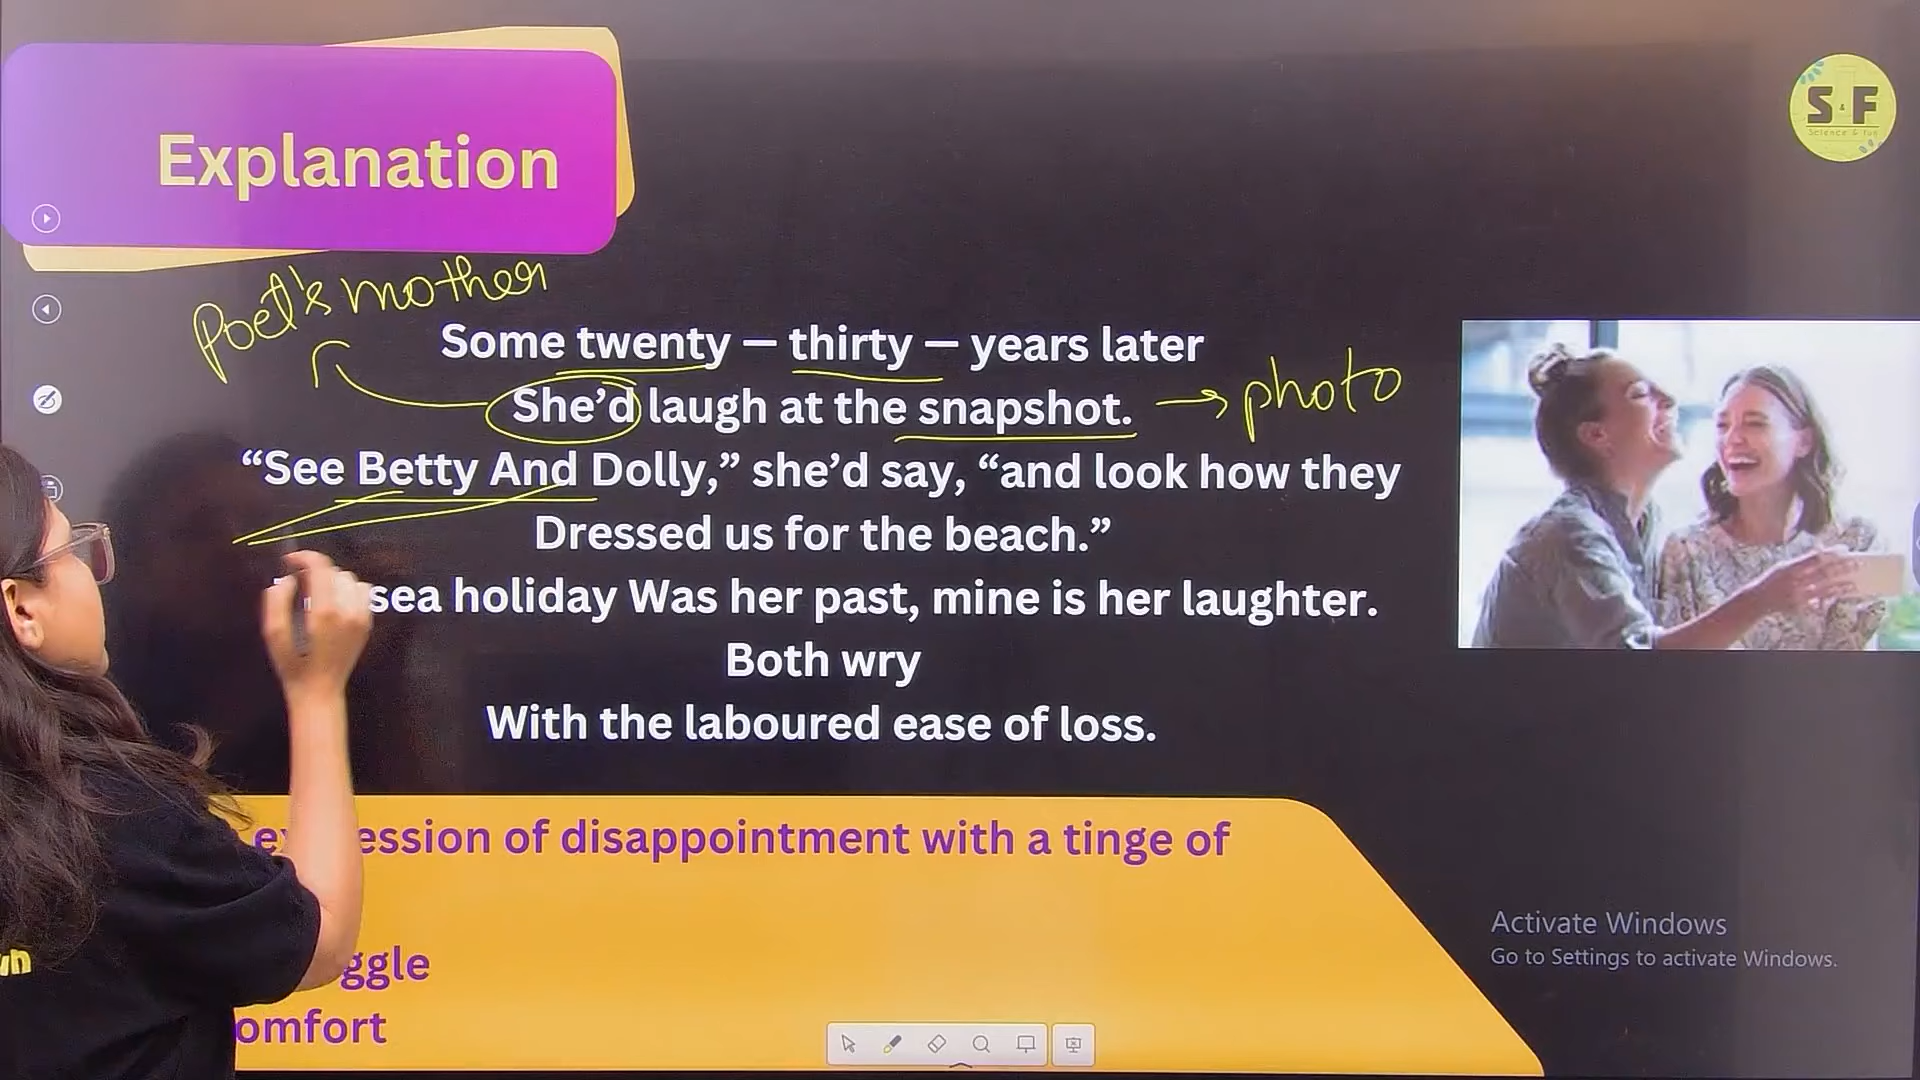 Explanation
S&F
Science & fun
Poet's mother
Some twenty — thirty — years later
She'd laugh at the snapshot. → photo
“See Betty And Dolly,” she'd say, “and look how they
Dressed us for the beach.”
sea holiday Was her past, mine is her laughter.
Both wry
With the laboured ease of loss.
of disappointment with a tinge of
Activate Windows
Go to Settings to activate Windows.